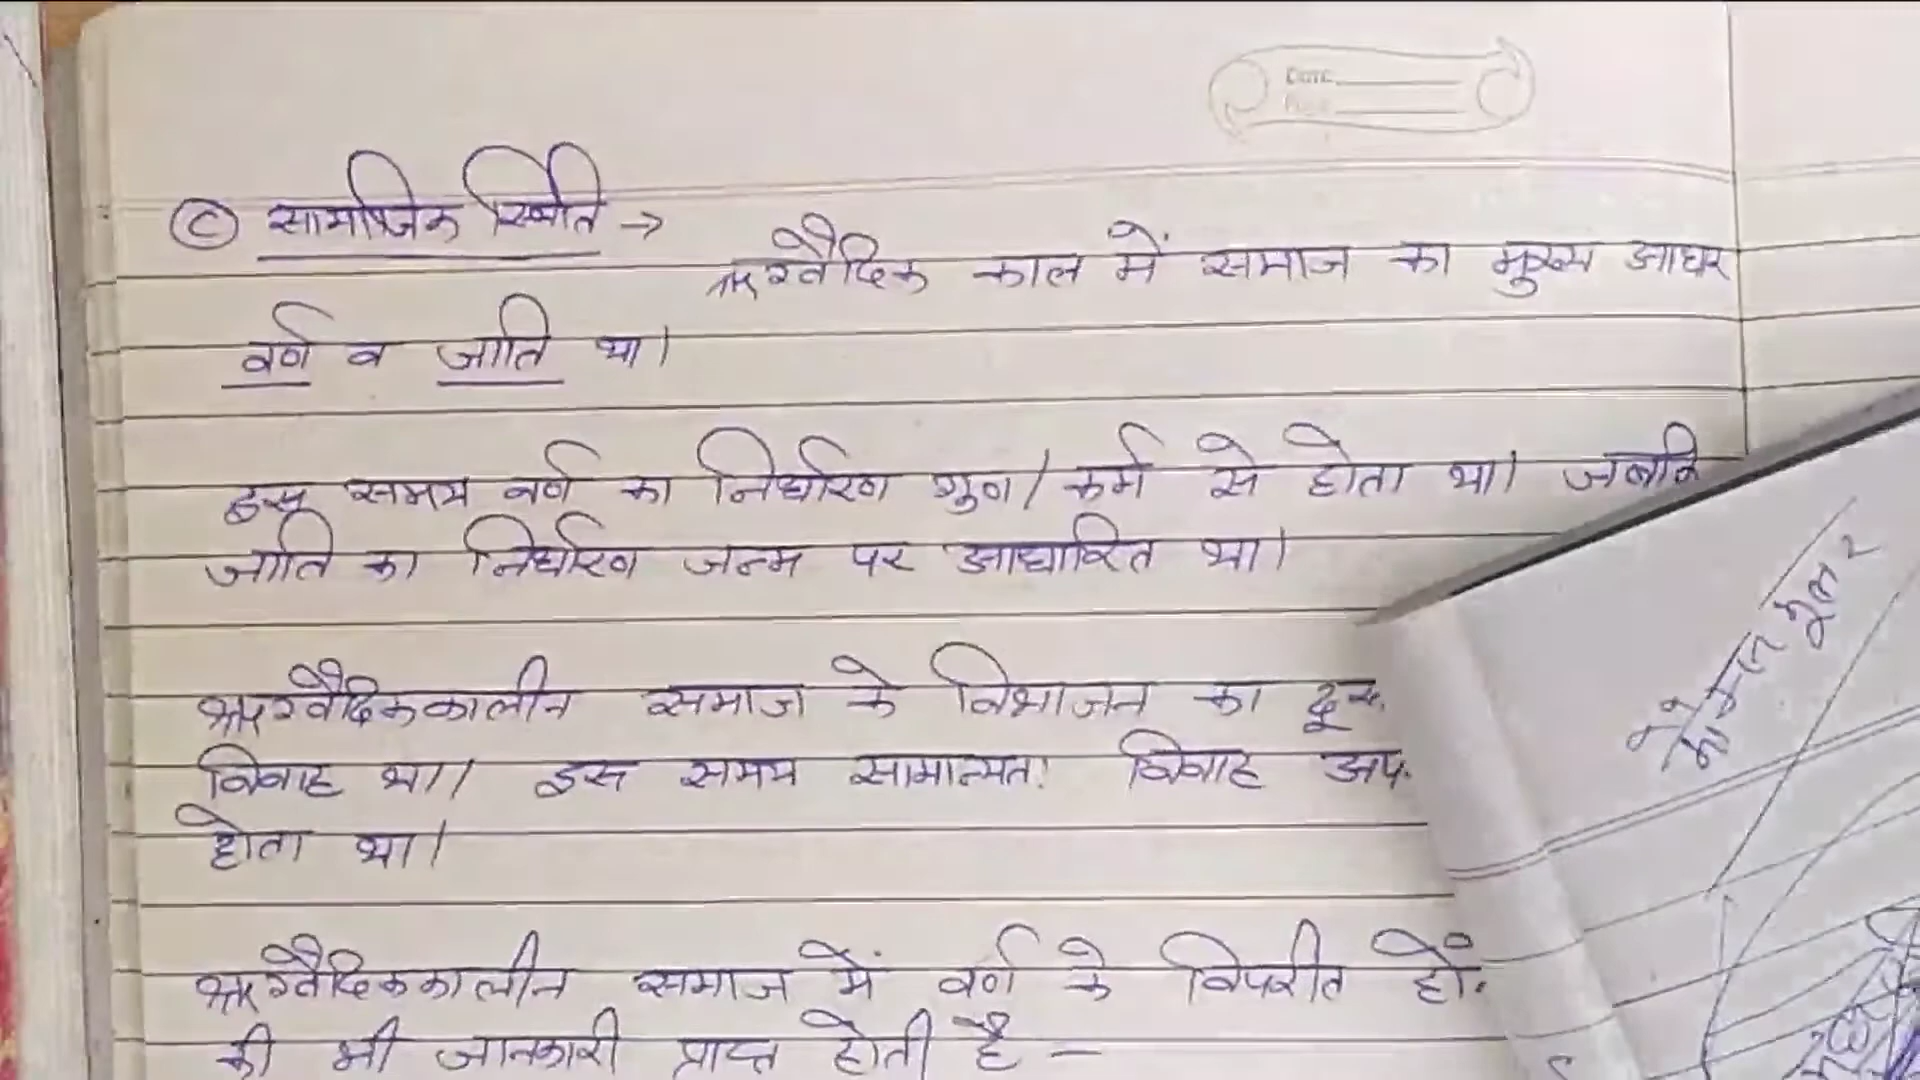 Date
Page
Ⓒ सामाजिक स्थिति →
ऋग्वैदिक काल में समाज का मुख्य आधार
वर्ण व जाति था।
इस समय वर्ण का निर्धारण गुण/कर्म से होता था। जबकि
जाति का निर्धारण जन्म पर आधारित था।
ऋग्वैदिककालीन समाज के विभाजन का
विवाह था। इस समय सामान्यतः विवाह
होता था।
ऋग्वैदिककालीन समाज में वर्ण के विपरीत
की भी जानकारी प्राप्त होती है –